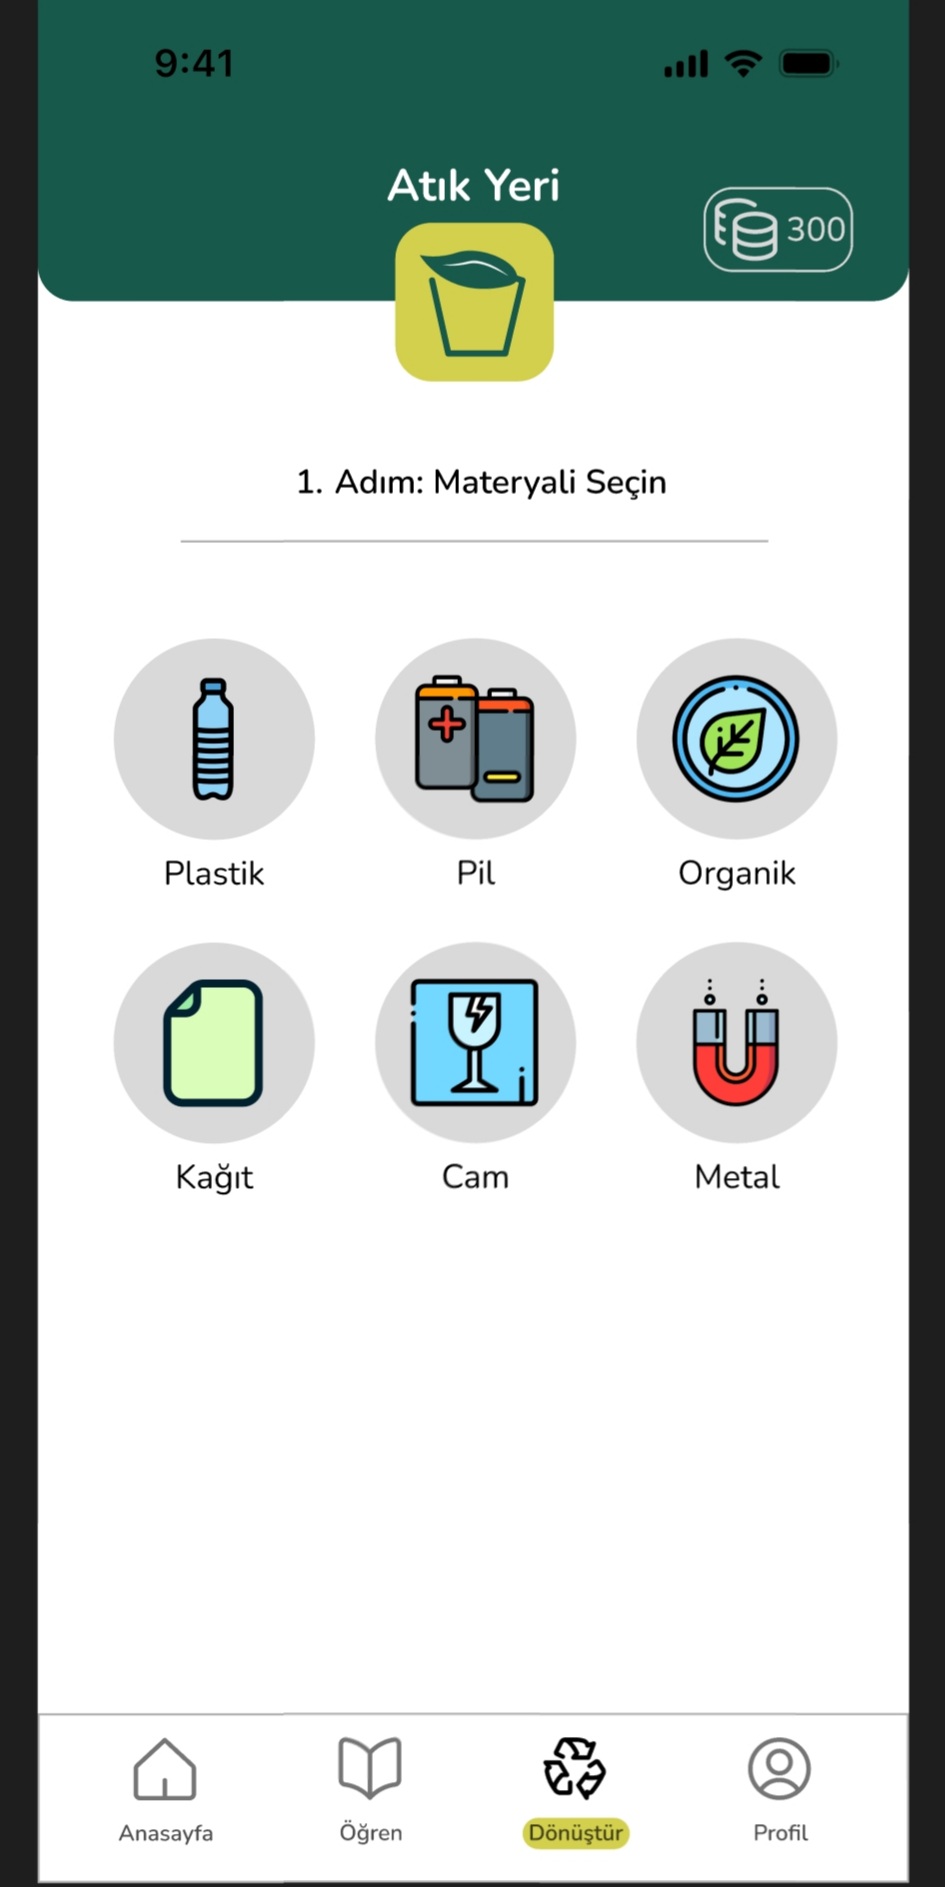 9:41
Atık Yeri
300
1. Adım: Materyali Seçin
Plastik
Pil
Organik
Kağıt
Cam
Metal
Anasayfa
Öğren
Dönüştür
Profil